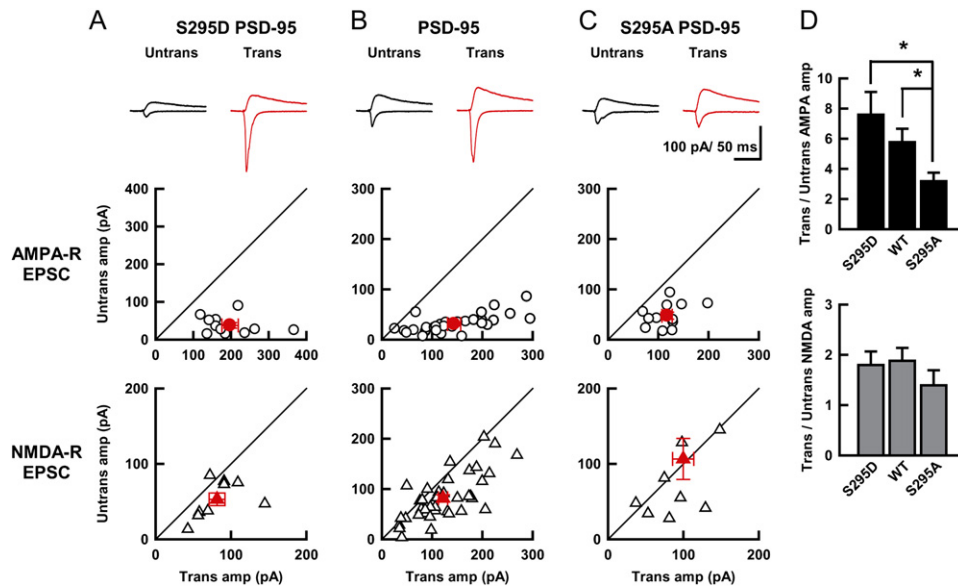 A
S295D PSD-95
Untrans
Trans
B
PSD-95
Untrans
Trans
C
S295A PSD-95
Untrans
Trans
100 pA/ 50 ms
D
*
*
Trans / Untrans AMPA amp
10
8
6
4
2
0
S295D
WT
S295A
AMPA-R
EPSC
Untrans amp (pA)
400
300
200
100
0
0 100 200 300 400
300
200
100
0
0 100 200 300
300
200
100
0
0 100 200 300
NMDA-R
EPSC
Untrans amp (pA)
200
100
0
0 100 200
Trans amp (pA)
300
200
100
0
0 100 200 300
Trans amp (pA)
200
100
0
0 100 200
Trans amp (pA)
Trans / Untrans NMDA amp
3
2
1
0
S295D
WT
S295A